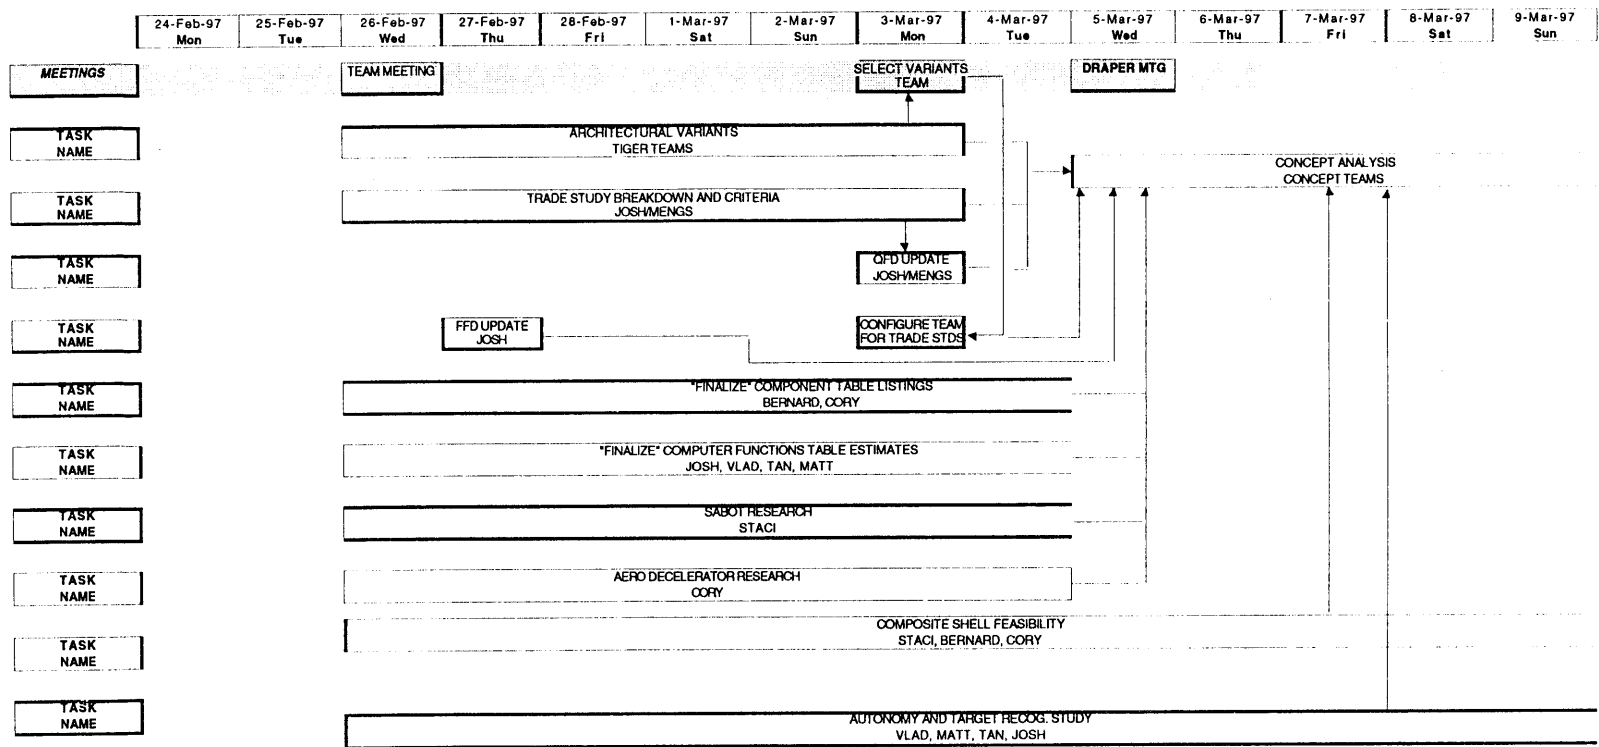 24-Feb-97 25-Feb-97 26-Feb-97 27-Feb-97 28-Feb-97 1-Mar-97 2-Mar-97 3-Mar-97 4-Mar-97 5-Mar-97 6-Mar-97 7-Mar-97 8-Mar-97 9-Mar-97
Mon Tue Wed Thu Fri Sat Sun Mon Tue Wed Thu Fri Sat Sun
MEETINGS
TEAM MEETING
SELECT VARIANTS
TEAM
DRAPER MTG
TASK
NAME
ARCHITECTURAL VARIANTS
TIGER TEAMS
CONCEPT ANALYSIS
CONCEPT TEAMS
TASK
NAME
TRADE STUDY BREAKDOWN AND CRITERIA
JOSH/MENGS
TASK
NAME
QFD UPDATE
JOSH/MENGS
TASK
NAME
FFD UPDATE
JOSH
CONFIGURE TEAM
FOR TRADE STDS
TASK
NAME
"FINALIZE" COMPONENT TABLE LISTINGS
BERNARD, CORY
TASK
NAME
"FINALIZE" COMPUTER FUNCTIONS TABLE ESTIMATES
JOSH, VLAD, TAN, MATT
TASK
NAME
SABOT RESEARCH
STACI
TASK
NAME
AERO DECELERATOR RESEARCH
CORY
TASK
NAME
COMPOSITE SHELL FEASIBILITY
STACI, BERNARD, CORY
TASK
NAME
AUTONOMY AND TARGET RECOG. STUDY
VLAD, MATT, TAN, JOSH